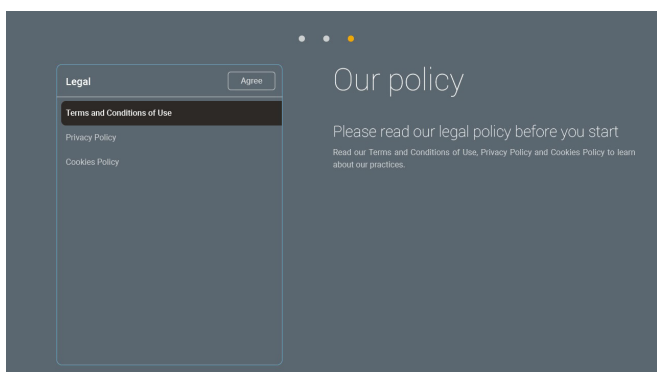 Legal
Agree
Terms and Conditions of Use
Privacy Policy
Cookies Policy
Our policy
Please read our legal policy before you start
Read our Terms and Conditions of Use, Privacy Policy and Cookies Policy to learn
about our practices.